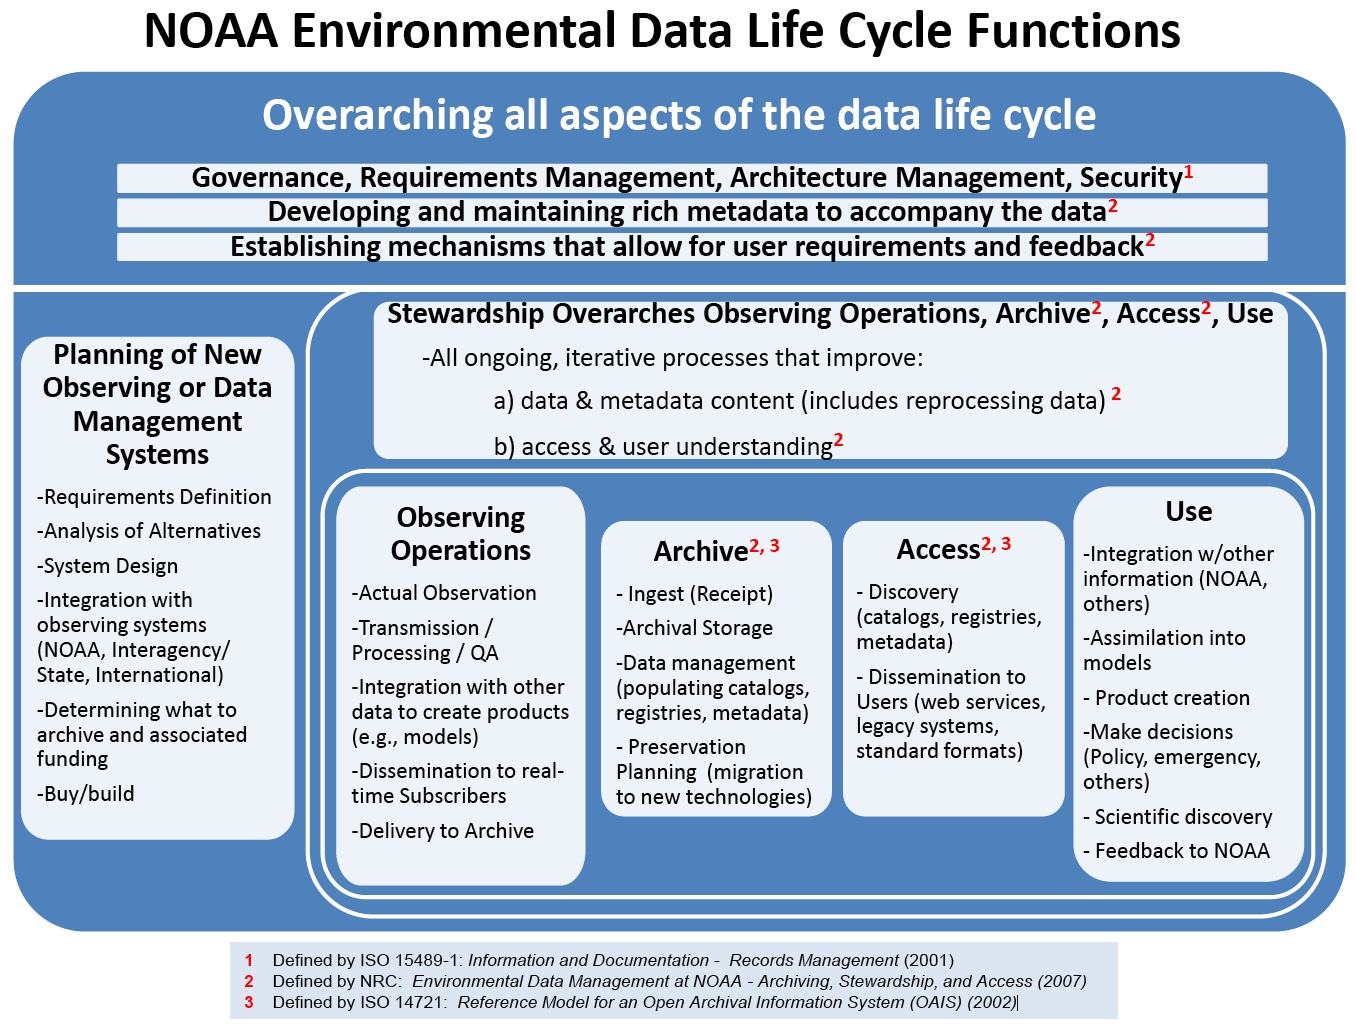 NOAA Environmental Data Life Cycle Functions
Overarching all aspects of the data life cycle
Governance, Requirements Management, Architecture Management, Security1
Developing and maintaining rich metadata to accompany the data2
Establishing mechanisms that allow for user requirements and feedback2
Planning of New
Observing or Data
Management
Systems
-Requirements Definition
-Analysis of Alternatives
-System Design
-Integration with
observing systems
(NOAA, Interagency/
State, International)
-Determining what to
archive and associated
funding
-Buy/build
Stewardship Overarches Observing Operations, Archive2, Access2, Use
-All ongoing, iterative processes that improve:
a) data & metadata content (includes reprocessing data) 2
b) access & user understanding2
Observing
Operations
-Actual Observation
-Transmission /
Processing / QA
-Integration with other
data to create products
(e.g., models)
-Dissemination to real-
time Subscribers
-Delivery to Archive
Archive2, 3
- Ingest (Receipt)
-Archival Storage
-Data management
(populating catalogs,
registries, metadata)
- Preservation
Planning (migration
to new technologies)
Access2, 3
- Discovery
(catalogs, registries,
metadata)
- Dissemination to
Users (web services,
legacy systems,
standard formats)
Use
-Integration w/other
information (NOAA,
others)
-Assimilation into
models
- Product creation
-Make decisions
(Policy, emergency,
others)
- Scientific discovery
- Feedback to NOAA
1 Defined by ISO 15489-1: Information and Documentation - Records Management (2001)
2 Defined by NRC: Environmental Data Management at NOAA - Archiving, Stewardship, and Access (2007)
3 Defined by ISO 14721: Reference Model for an Open Archival Information System (OAIS) (2002)